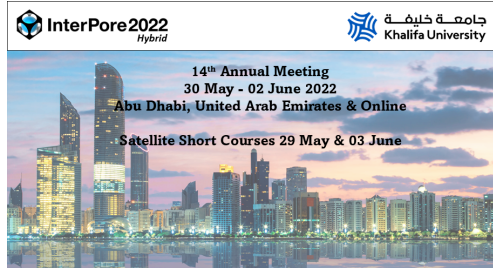 InterPore2022
Hybrid
جامعة خليفة
Khalifa University
14th Annual Meeting
30 May - 02 June 2022
Abu Dhabi, United Arab Emirates & Online
Satellite Short Courses 29 May & 03 June